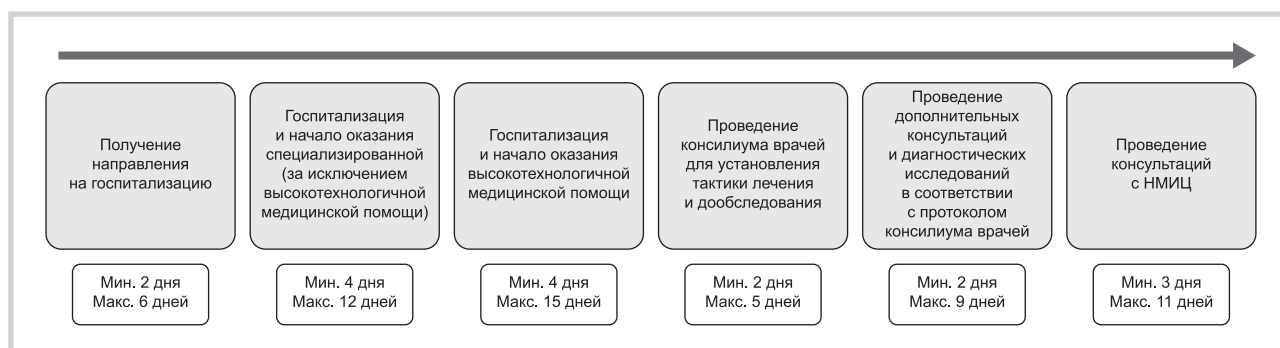 Получение
направления
на госпитализацию
Госпитализация
и начало оказания
специализированной
(за исключением
высокотехнологичной
медицинской помощи)
Госпитализация
и начало оказания
высокотехнологичной
медицинской помощи
Проведение
консилиума врачей
для установления
тактики лечения
и дообследования
Проведение
дополнительных
консультаций
и диагностических
исследований
в соответствии
с протоколом
консилиума врачей
Проведение
консультаций
с НМИЦ
Мин. 2 дня
Макс. 6 дней
Мин. 4 дня
Макс. 12 дней
Мин. 4 дня
Макс. 15 дней
Мин. 2 дня
Макс. 5 дней
Мин. 2 дня
Макс. 9 дней
Мин. 3 дня
Макс. 11 дней